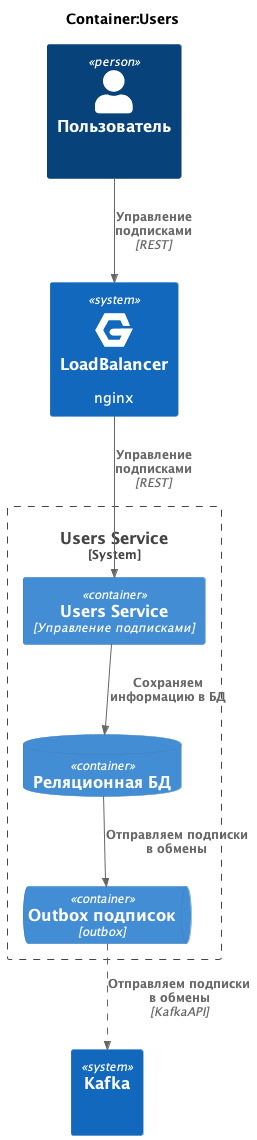 Container:Users
«person»
Пользователь
Управление
подписками
[REST]
«system»
LoadBalancer
nginx
Управление
подписками
[REST]
Users Service
[System]
«container»
Users Service
[Управление подписками]
Сохраняем
информацию в БД
«container»
Реляционная БД
Отправляем подписки
в обмены
«container»
Outbox подписок
[outbox]
Отправляем подписки
в обмены
[KafkaAPI]
«system»
Kafka